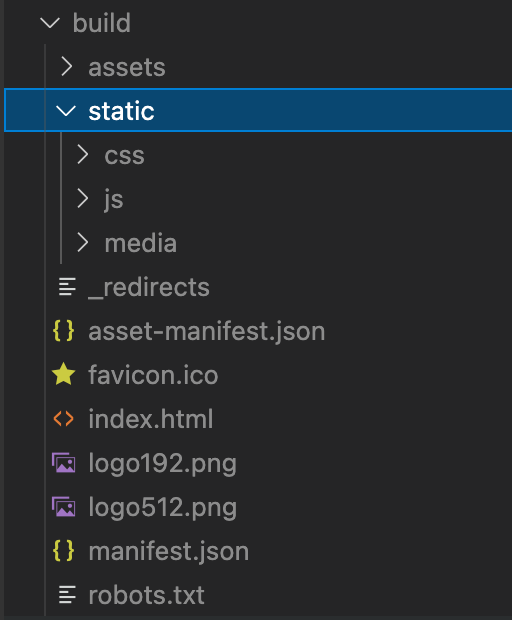 build
assets
static
css
js
media
_redirects
asset-manifest.json
favicon.ico
index.html
logo192.png
logo512.png
manifest.json
robots.txt